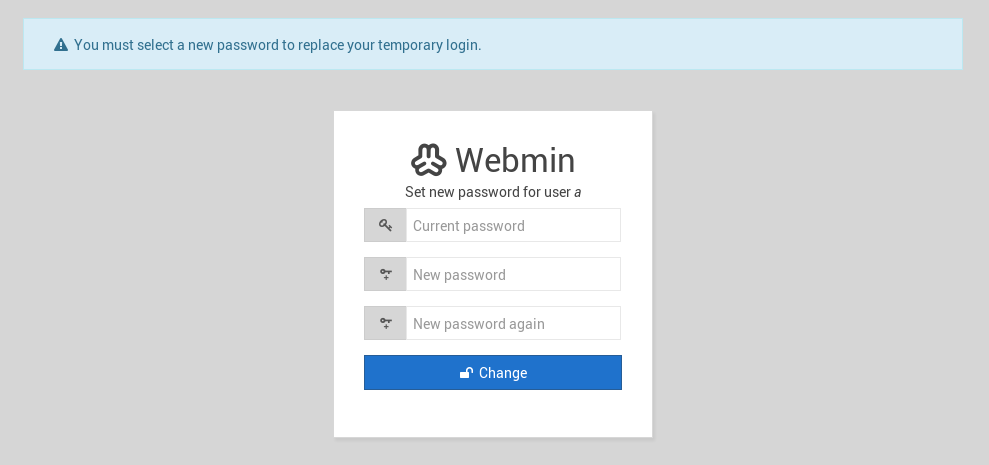 You must select a new password to replace your temporary login.
Webmin
Set new password for user a
Current password
New password
New password again
Change